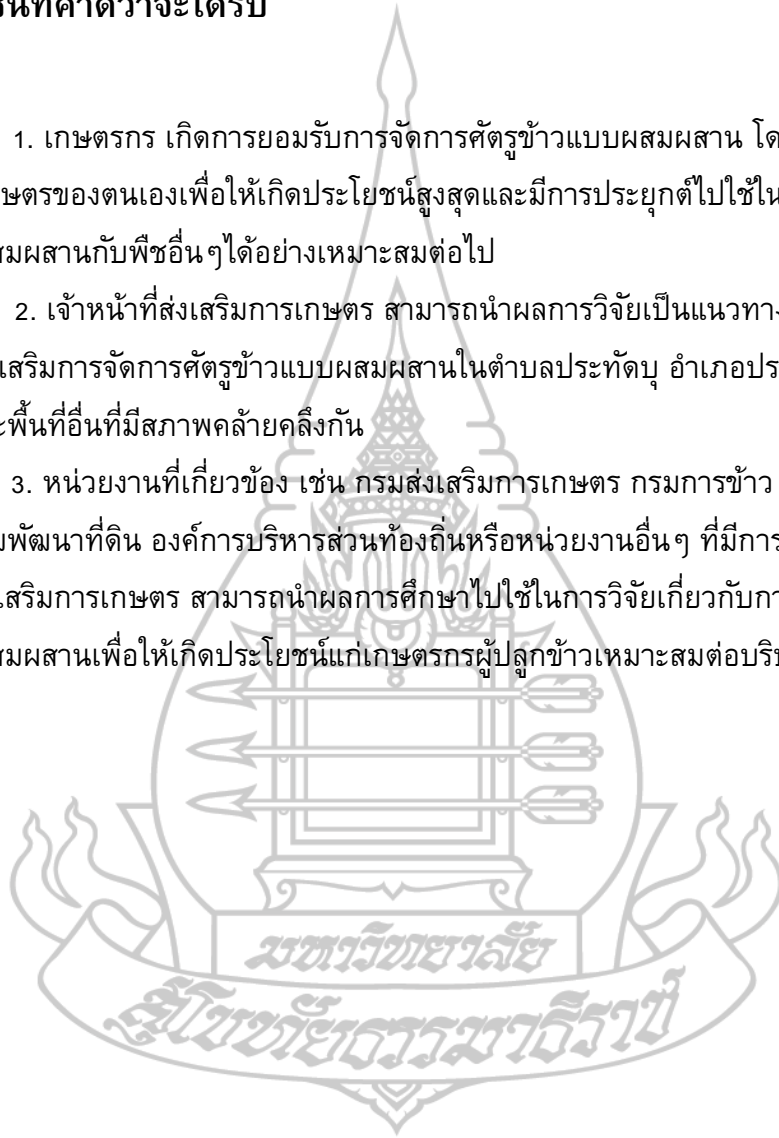 ชน์ที่คาดว่าจะได้รับ
1. เกษตรกร เกิดการยอมรับการจัดการศัตรูข้าวแบบผสมผสาน โด
กษตรของตนเองเพื่อให้เกิดประโยชน์สูงสุดและมีการประยุกต์ไปใช้ใน
สมผสานกับพืชอื่นๆได้อย่างเหมาะสมต่อไป
2. เจ้าหน้าที่ส่งเสริมการเกษตร สามารถนำผลการวิจัยเป็นแนวทาง
เสริมการจัดการศัตรูข้าวแบบผสมผสานในตำบลประทัดบุ อำเภอปร
ะพื้นที่อื่นที่มีสภาพคล้ายคลึงกัน
3. หน่วยงานที่เกี่ยวข้อง เช่น กรมส่งเสริมการเกษตร กรมการข้าว
มพัฒนาที่ดิน องค์การบริหารส่วนท้องถิ่นหรือหน่วยงานอื่นๆ ที่มีการ
เสริมการเกษตร สามารถนำผลการศึกษาไปใช้ในการวิจัยเกี่ยวกับกา
สมผสานเพื่อให้เกิดประโยชน์แก่เกษตรกรผู้ปลูกข้าวเหมาะสมต่อบริบ
มหาวิทยาลัย
สุโขทัยธรรมาธิราช